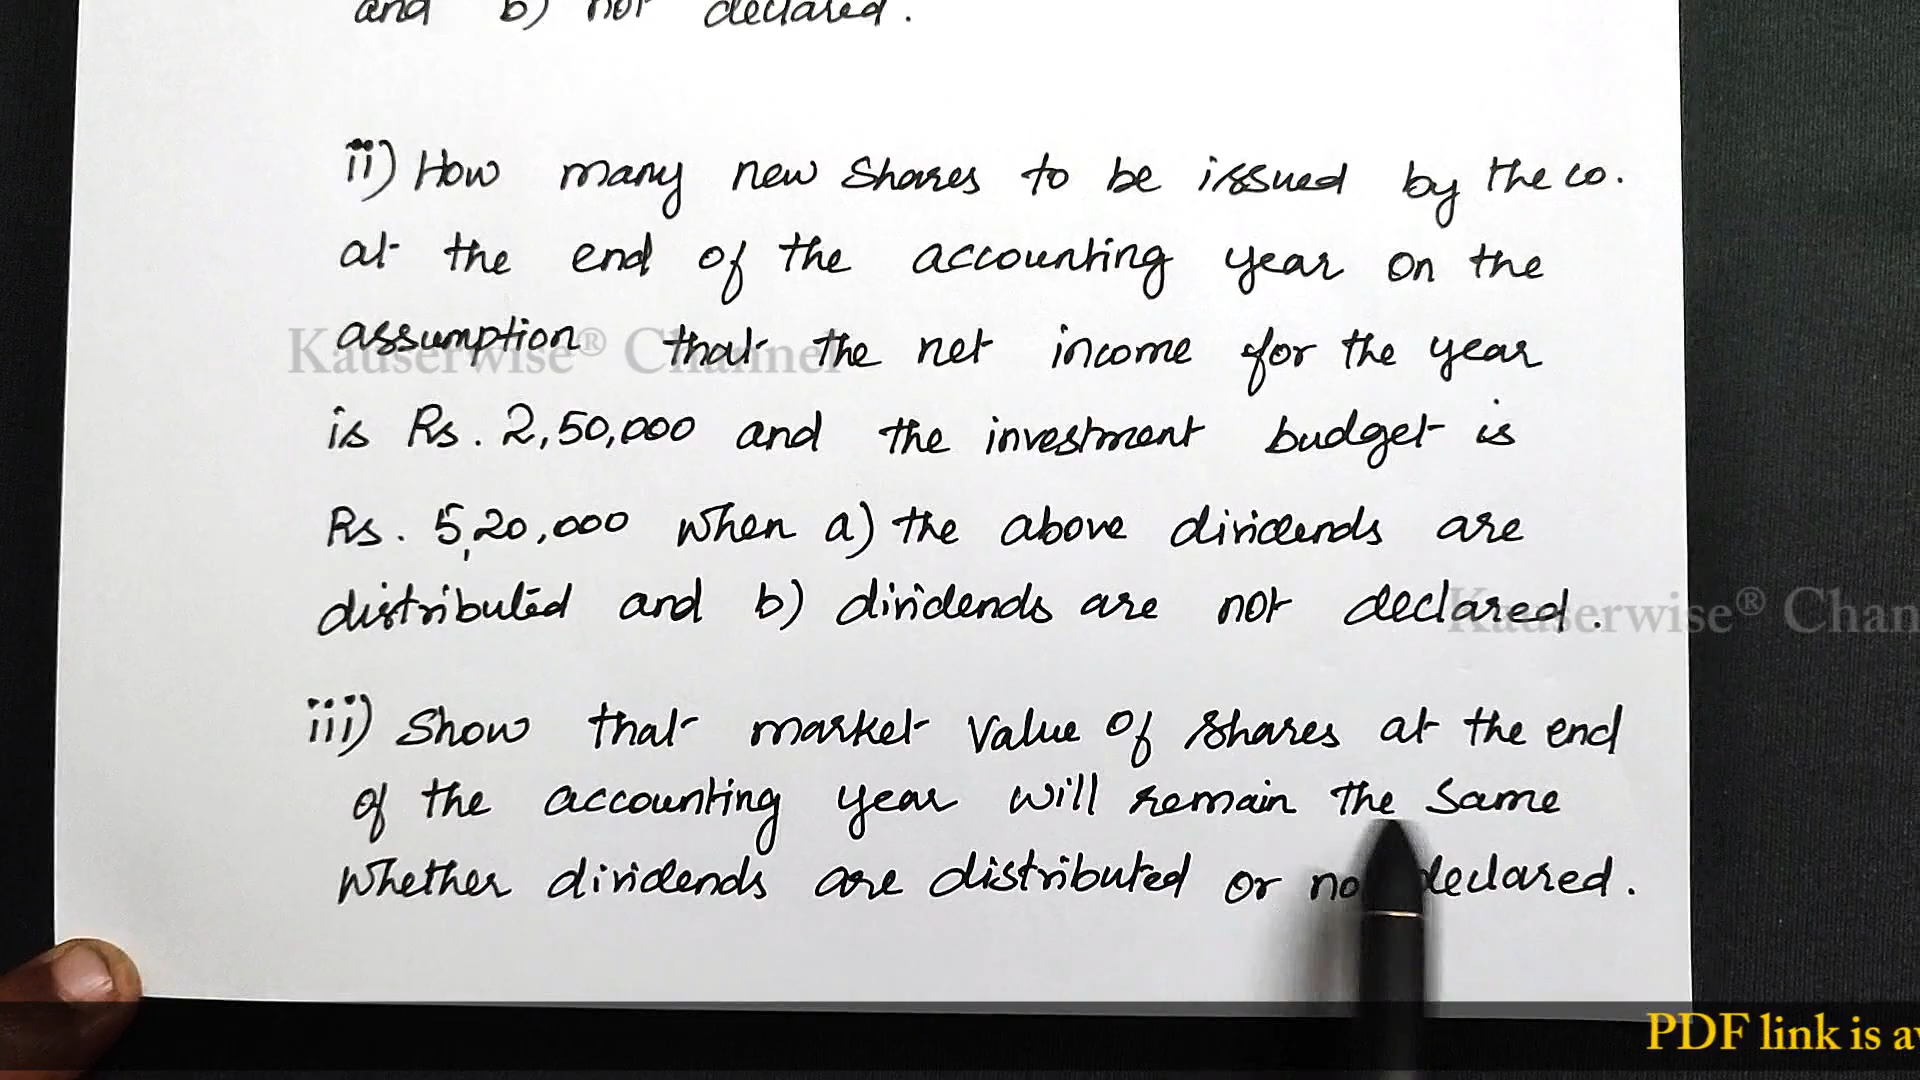 and b) not declared.
ii) How many new shares to be issued by the co.
at the end of the accounting year on the
assumption that the net income for the year
is Rs. 2,50,000 and the investment budget is
Rs. 5,20,000 when a) the above dividends are
distributed and b) dividends are not declared.
iii) Show that market value of shares at the end
of the accounting year will remain the same
whether dividends are distributed or not declared.
Kauserwise® Channel
Kauserwise® Chan
PDF link is av